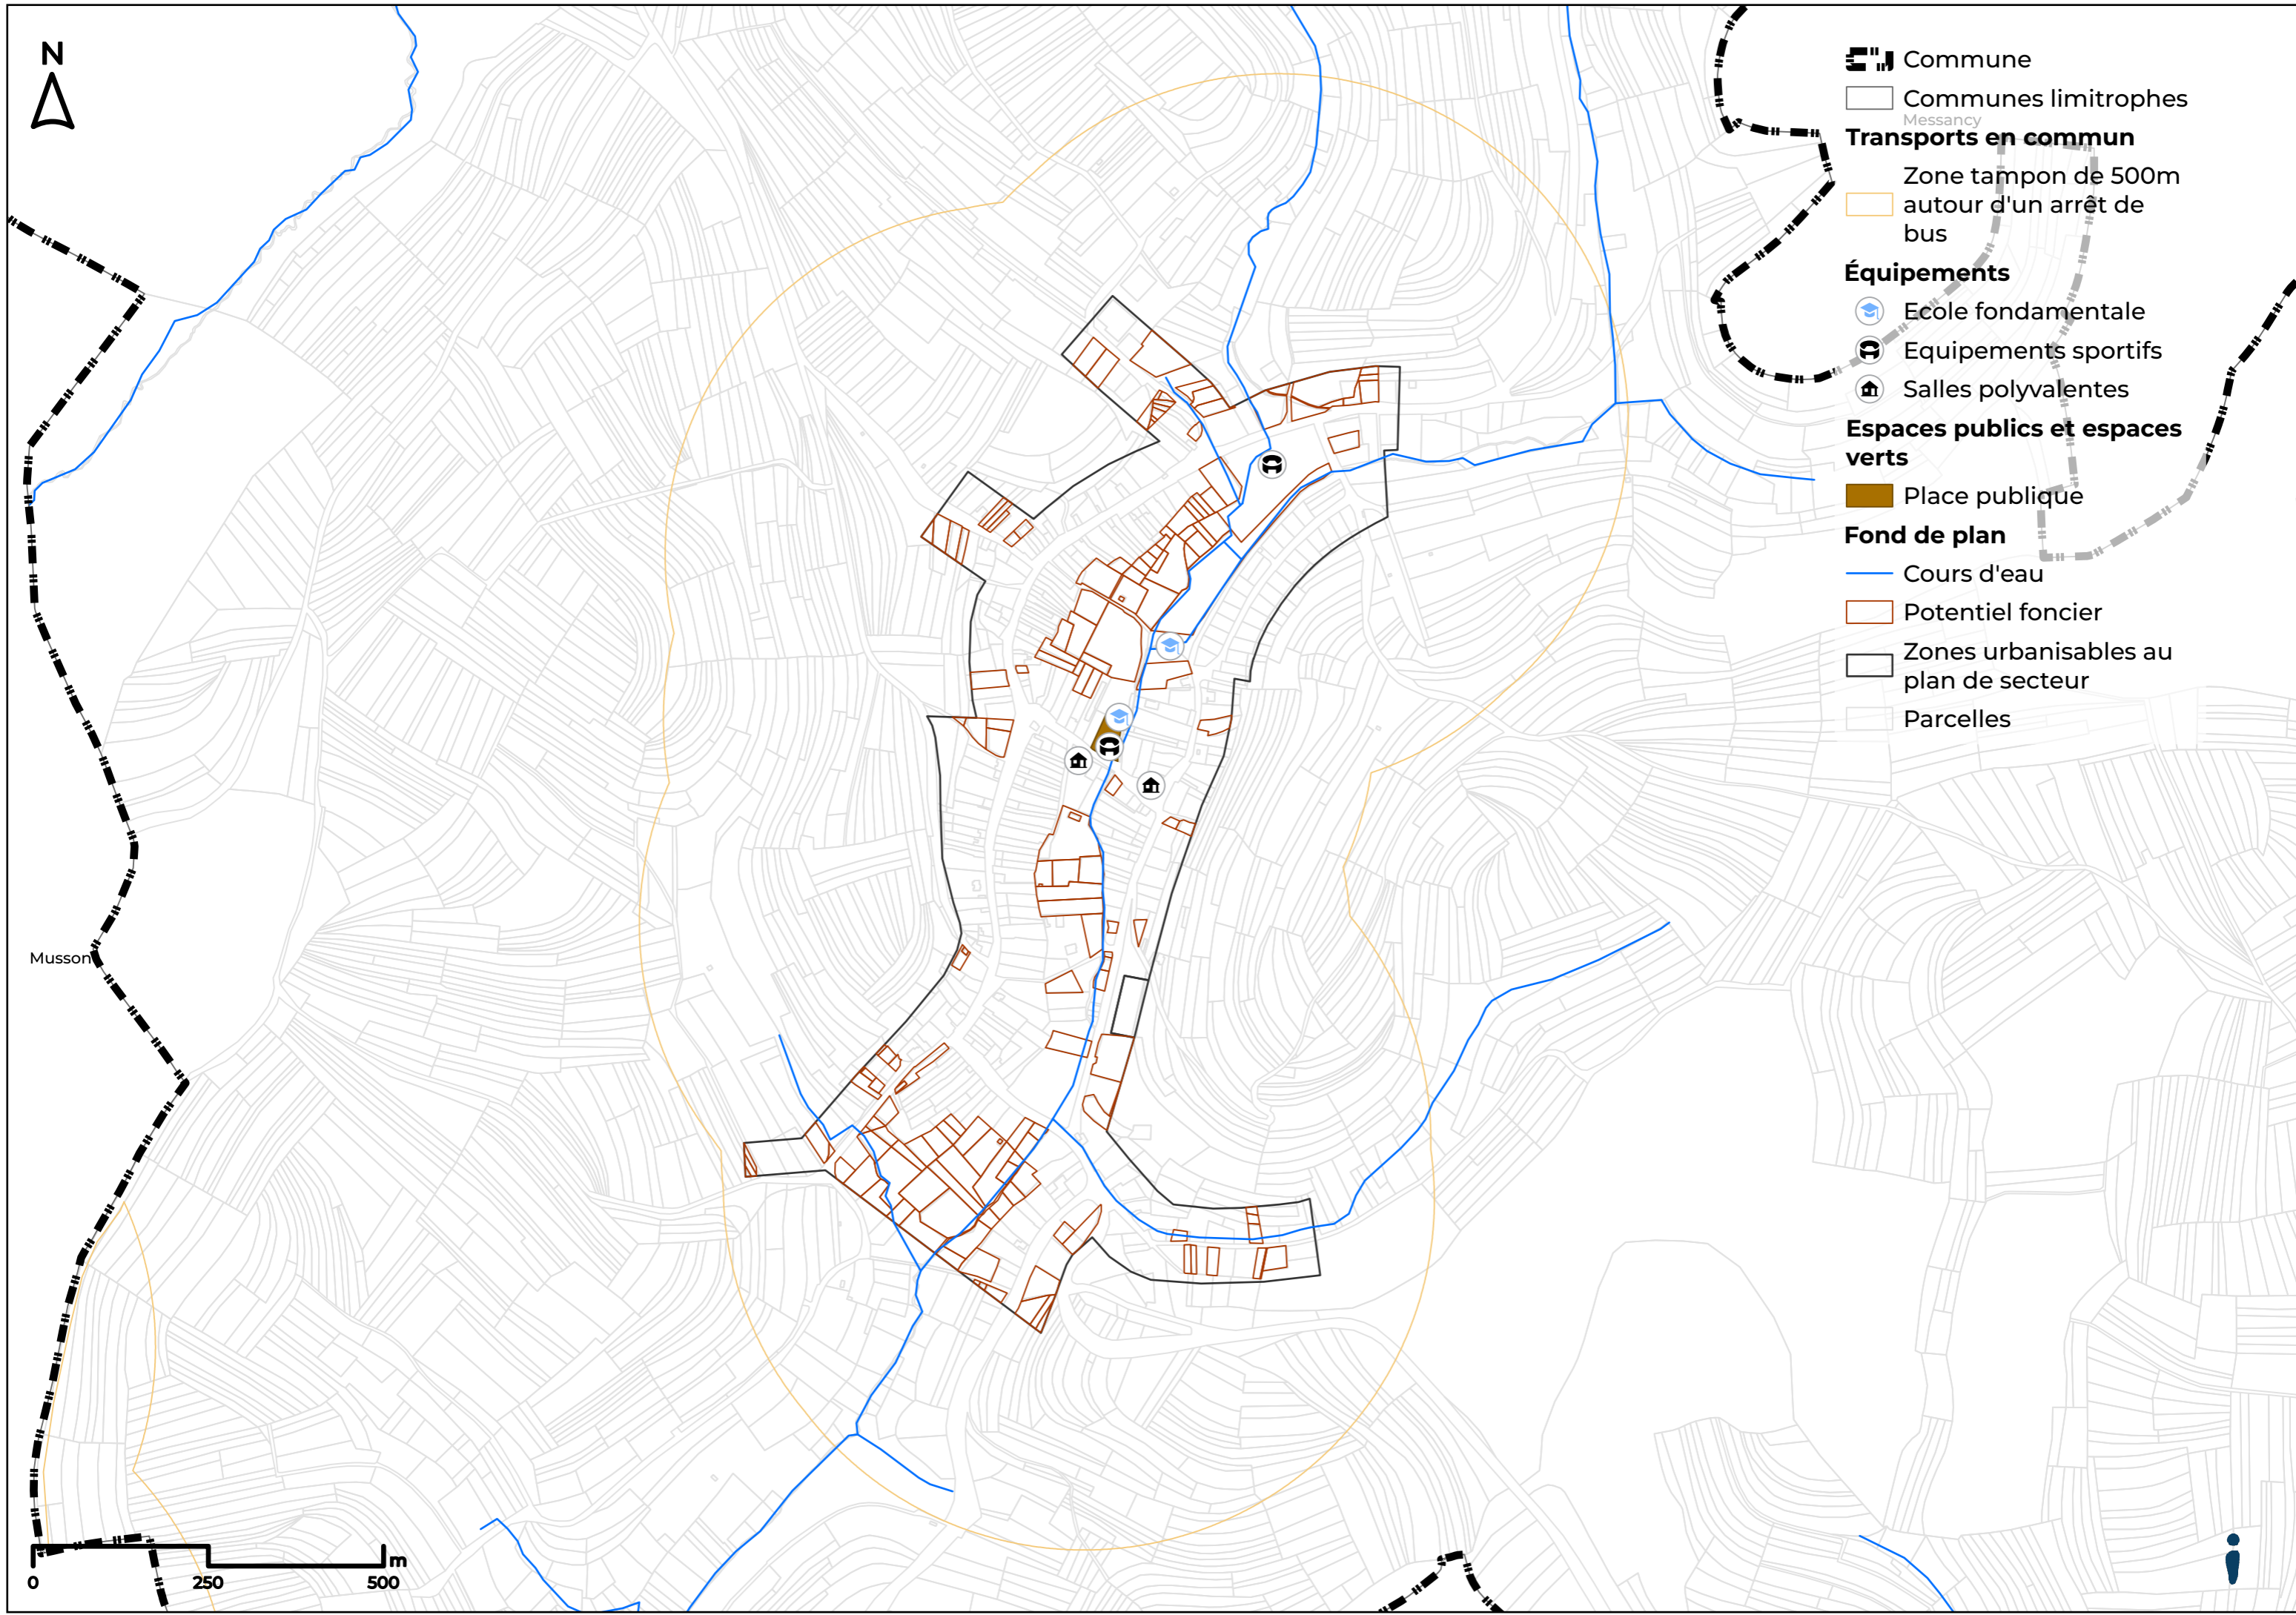 N
Commune
Communes limitrophes
Messancy
Transports en commun
Zone tampon de 500m
autour d'un arrêt de
bus
Équipements
Ecole fondamentale
Equipements sportifs
Salles polyvalentes
Espaces publics et espaces
verts
Place publique
Fond de plan
Cours d'eau
Potentiel foncier
Zones urbanisables au
plan de secteur
Parcelles
Musson
m
0 250 500